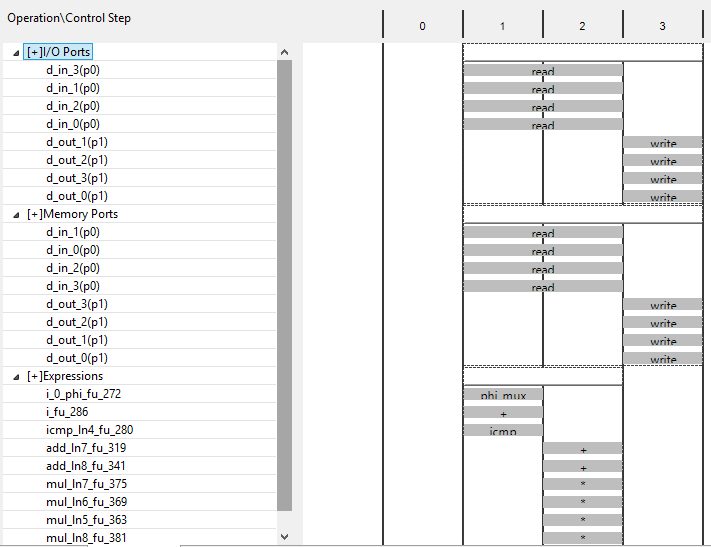 Operation\Control Step 0 1 2 3
[+]I/O Ports
d_in_3(p0) read
d_in_1(p0) read
d_in_2(p0) read
d_in_0(p0) read
d_out_1(p1) write
d_out_2(p1) write
d_out_3(p1) write
d_out_0(p1) write
[+]Memory Ports
d_in_1(p0) read
d_in_0(p0) read
d_in_2(p0) read
d_in_3(p0) read
d_out_3(p1) write
d_out_2(p1) write
d_out_1(p1) write
d_out_0(p1) write
[+]Expressions
i_0_phi_fu_272 phi_mux
i_fu_286 +
icmp_ln4_fu_280 icmp
add_ln7_fu_319 +
add_ln8_fu_341 +
mul_ln7_fu_375 *
mul_ln6_fu_369 *
mul_ln5_fu_363 *
mul_ln8_fu_381 *